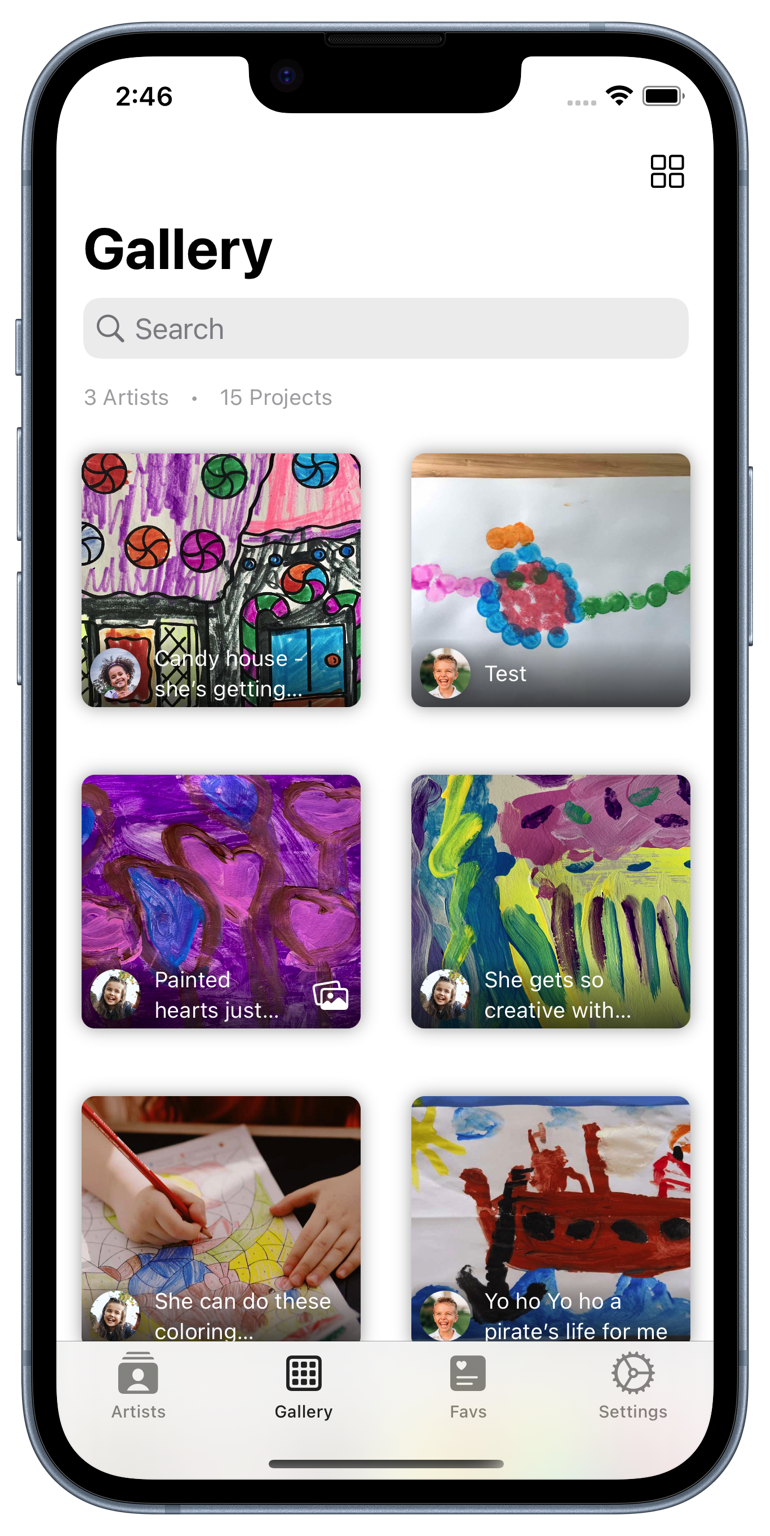 2:46
Gallery
Search
3 Artists • 15 Projects
Candy house -
she's getting...
Test
Painted
hearts just...
She gets so
creative with...
She can do these
coloring...
Yo ho Yo ho a
pirate's life for me
Artists
Gallery
Favs
Settings